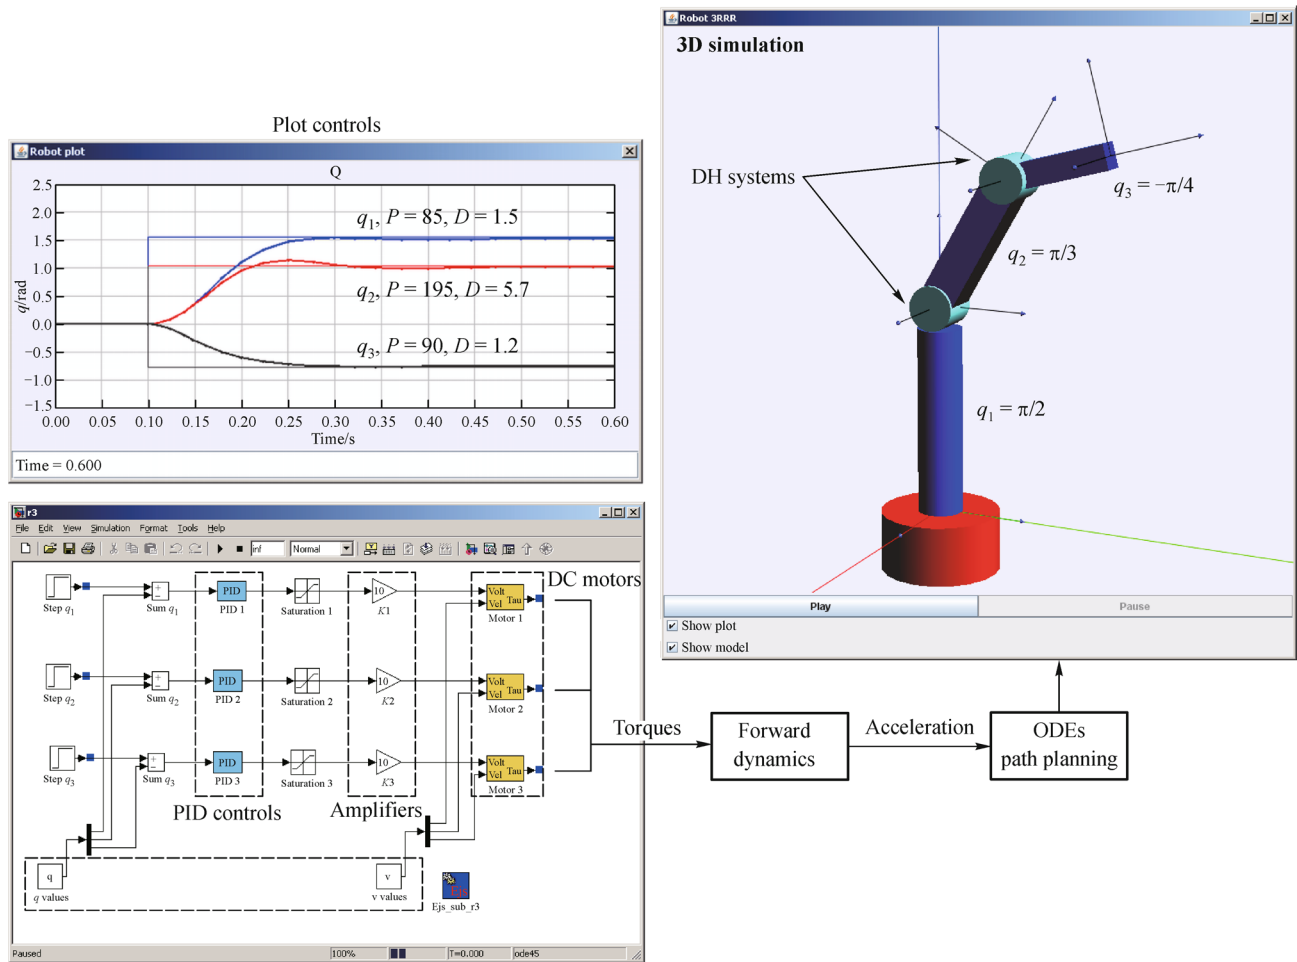 Plot controls
Robot plot
Q
2.5
2.0
1.5
1.0
0.5
0.0
−0.5
−1.0
−1.5
q/rad
q1, P = 85, D = 1.5
q2, P = 195, D = 5.7
q3, P = 90, D = 1.2
0.00 0.05 0.10 0.15 0.20 0.25 0.30 0.35 0.40 0.45 0.50 0.55 0.60
Time/s
Time = 0.600
Robot 3RRR
3D simulation
DH systems
q3 = −π/4
q2 = π/3
q1 = π/2
Play Pause
Show plot
Show model
r3
File Edit View Simulation Format Tools Help
inf Normal
DC motors
Step q1
+
−
Sum q1
PID
PID 1
Saturation 1
10
K1
Volt
Vel
Tau
Motor 1
Step q2
+
−
Sum q2
PID
PID 2
Saturation 2
10
K2
Volt
Vel
Tau
Motor 2
Step q3
+
−
Sum q3
PID
PID 3
Saturation 3
10
K3
Volt
Vel
Tau
Motor 3
PID controls
Amplifiers
q
q values
v
v values
Ejs
Ejs_sub_r3
Paused 100% T=0.000 ode45
Torques
Forward
dynamics
Acceleration
ODEs
path planning